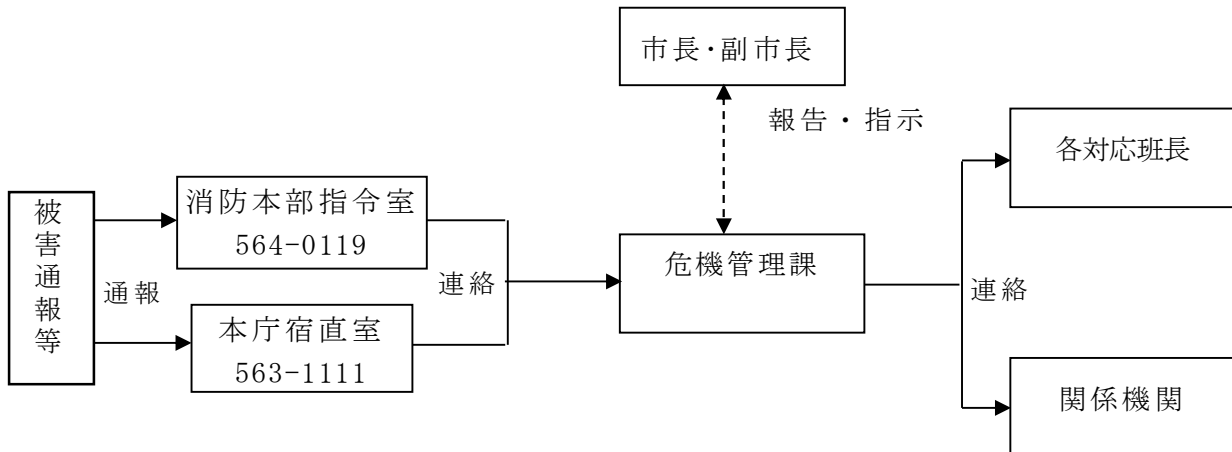 市長・副市長
報告・指示
各対応班長
被害通報等
通報
消防本部指令室
564-0119
本庁宿直室
563-1111
連絡
危機管理課
連絡
関係機関